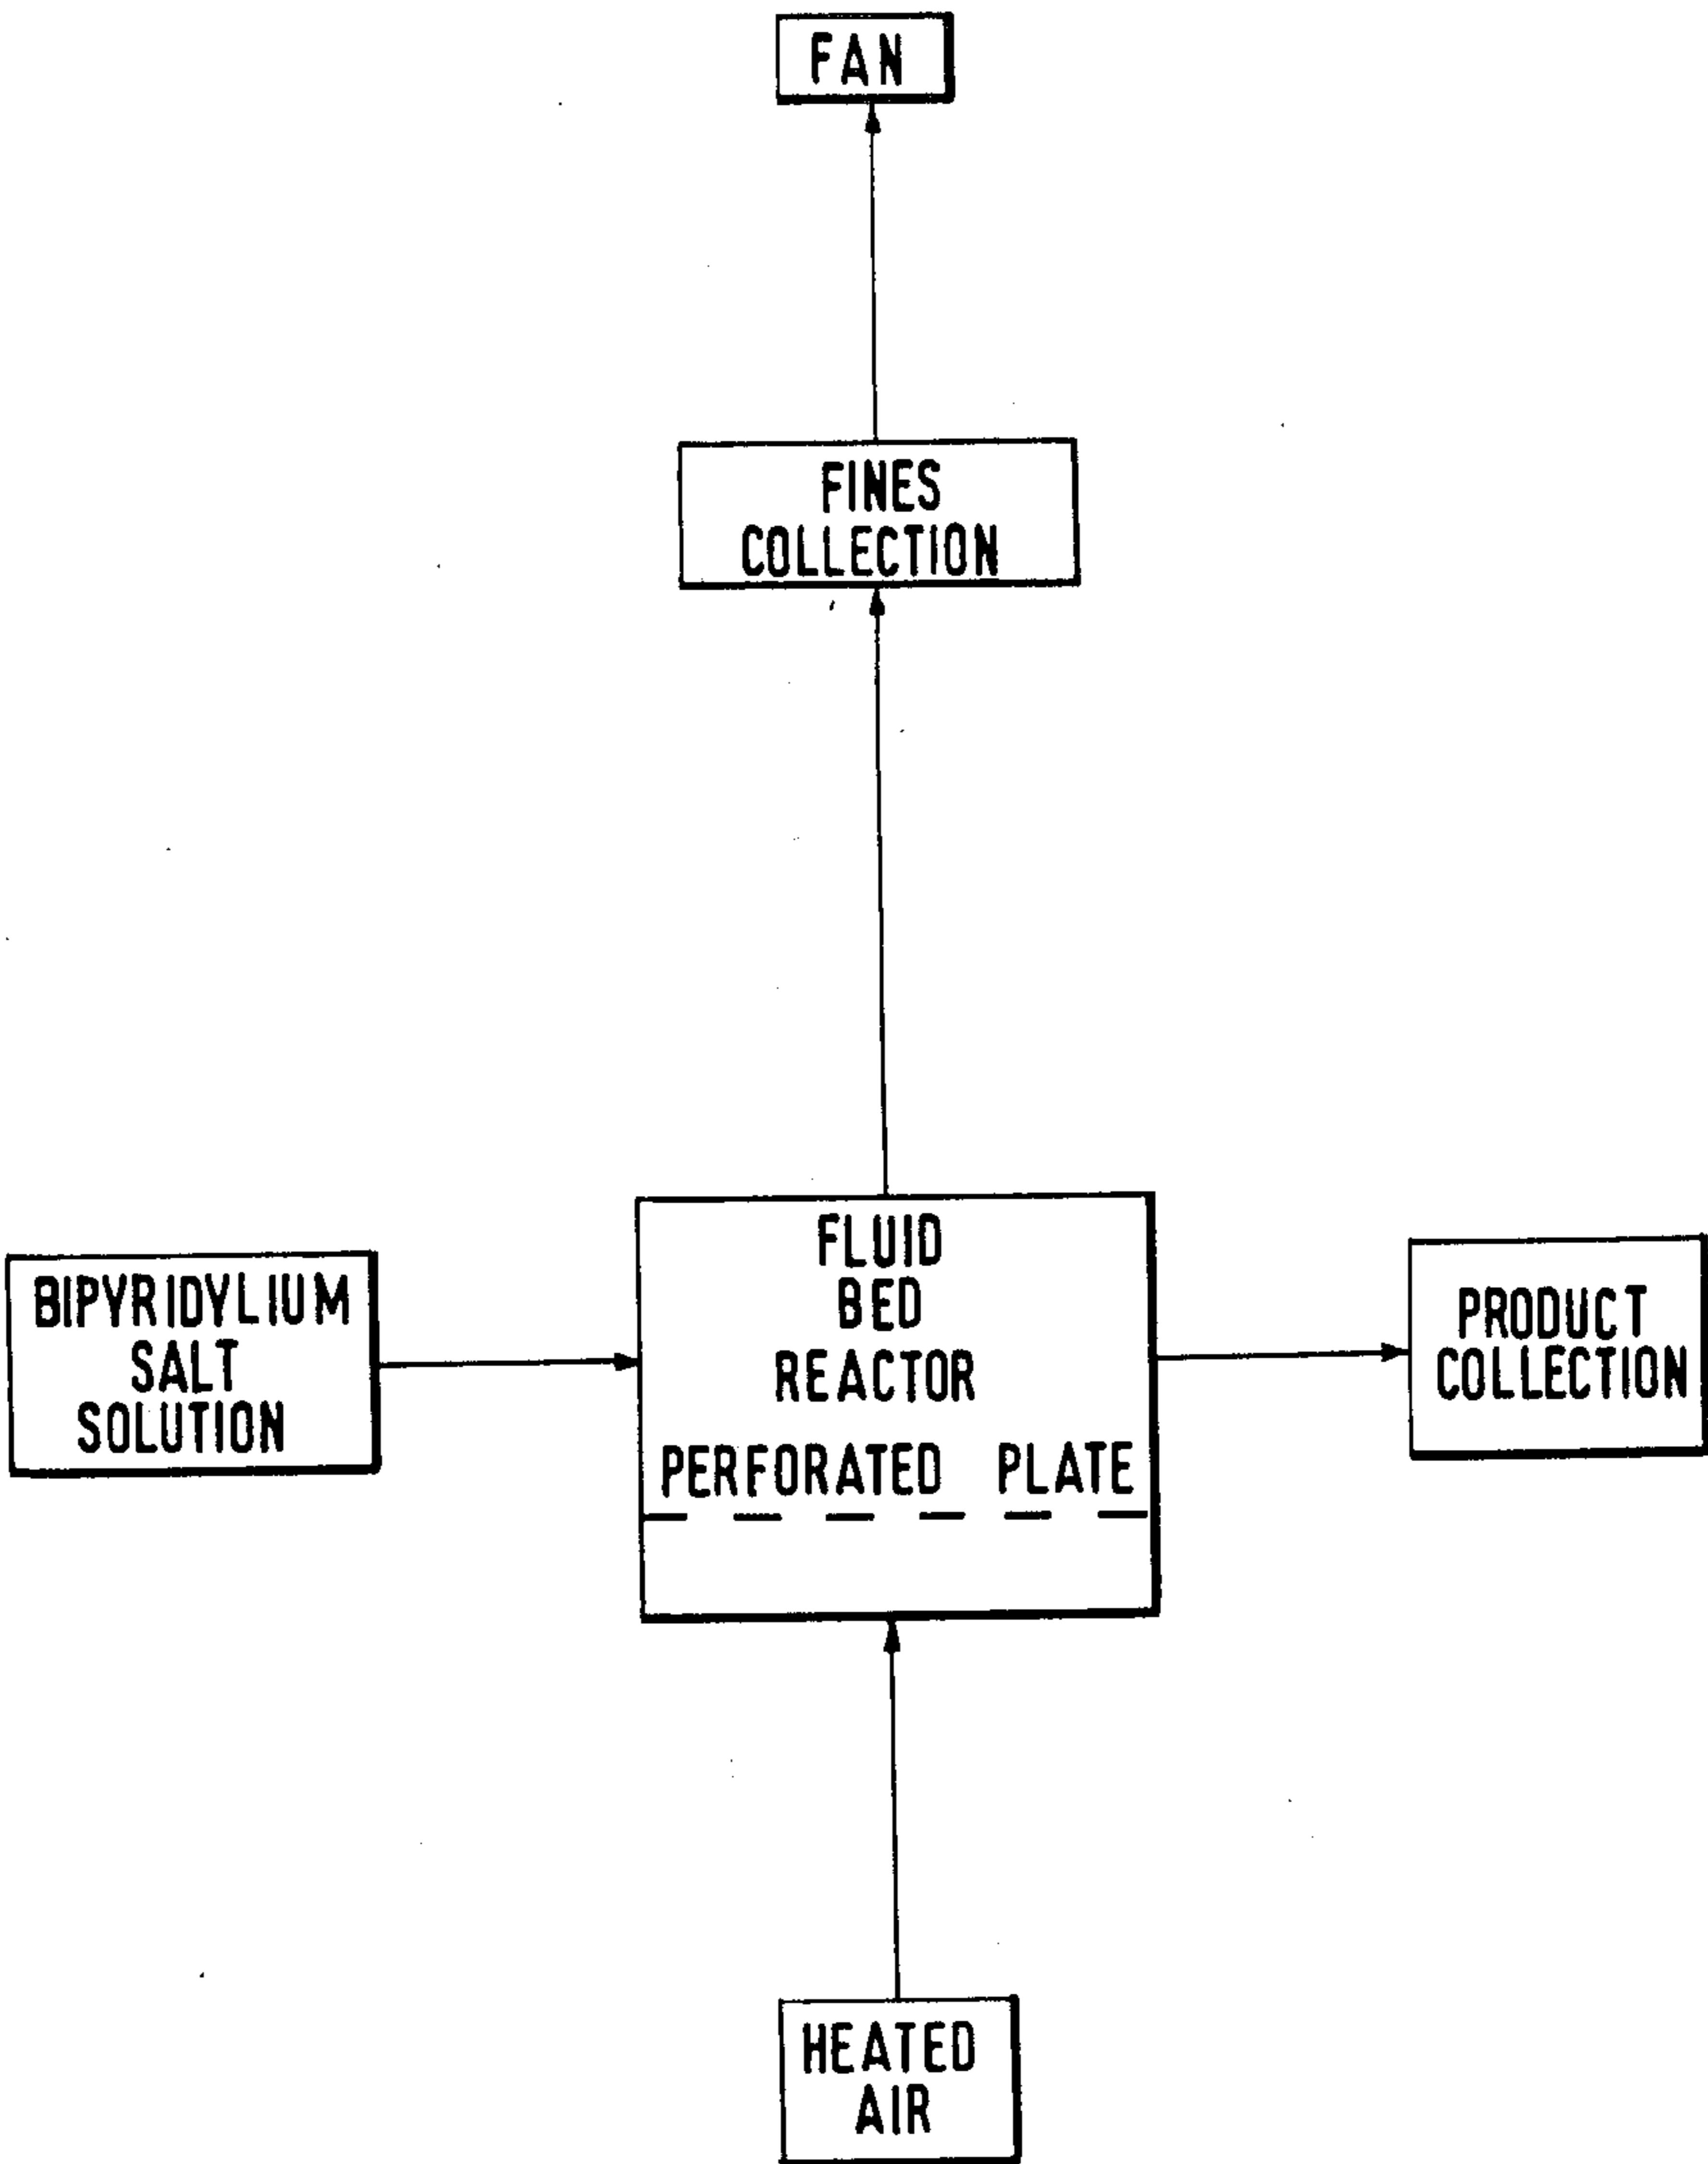 FAN
FINES
COLLECTION
BIPYRIDYLIUM
SALT
SOLUTION
FLUID
BED
REACTOR
PERFORATED PLATE
PRODUCT
COLLECTION
HEATED
AIR